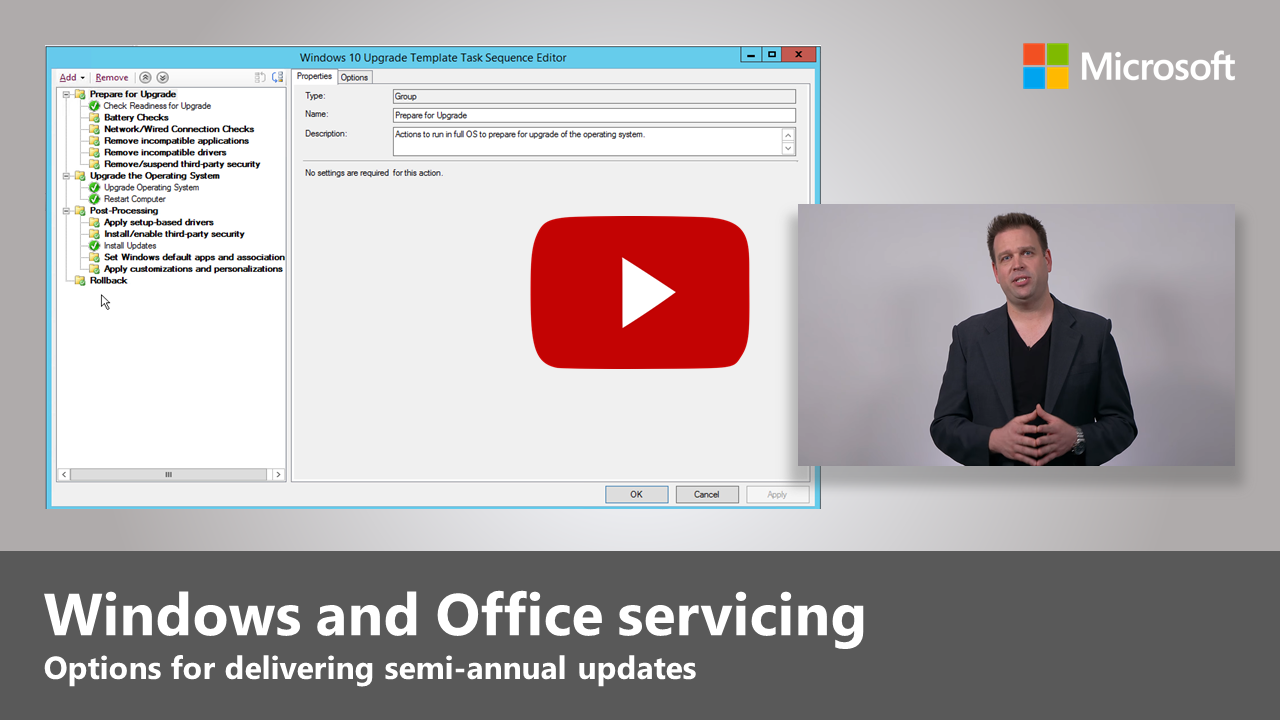 Windows 10 Upgrade Template Task Sequence Editor
Microsoft
Add
Remove
Properties
Options
Prepare for Upgrade
Check Readiness for Upgrade
Battery Checks
Network/Wired Connection Checks
Remove incompatible applications
Remove incompatible drivers
Remove/suspend third-party security
Upgrade the Operating System
Upgrade Operating System
Restart Computer
Post-Processing
Apply setup-based drivers
Install/enable third-party security
Install Updates
Set Windows default apps and association
Apply customizations and personalizations
Rollback
Type:
Group
Name:
Prepare for Upgrade
Description:
Actions to run in full OS to prepare for upgrade of the operating system.
No settings are required for this action.
OK
Cancel
Apply
Windows and Office servicing
Options for delivering semi-annual updates